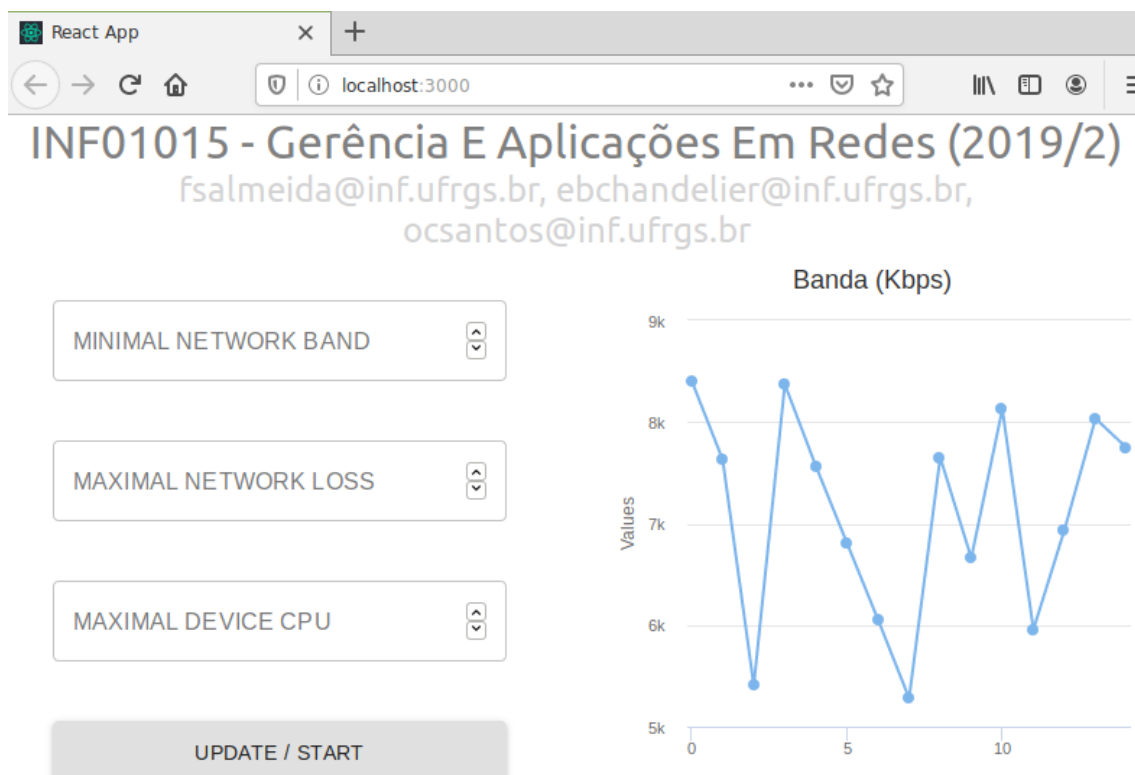 React App
localhost:3000
INF01015 - Gerência E Aplicações Em Redes (2019/2)
fsalmeida@inf.ufrgs.br, ebchandelier@inf.ufrgs.br,
ocsantos@inf.ufrgs.br
MINIMAL NETWORK BAND
MAXIMAL NETWORK LOSS
MAXIMAL DEVICE CPU
UPDATE / START
Banda (Kbps)
Values
9k
8k
7k
6k
5k
0 5 10